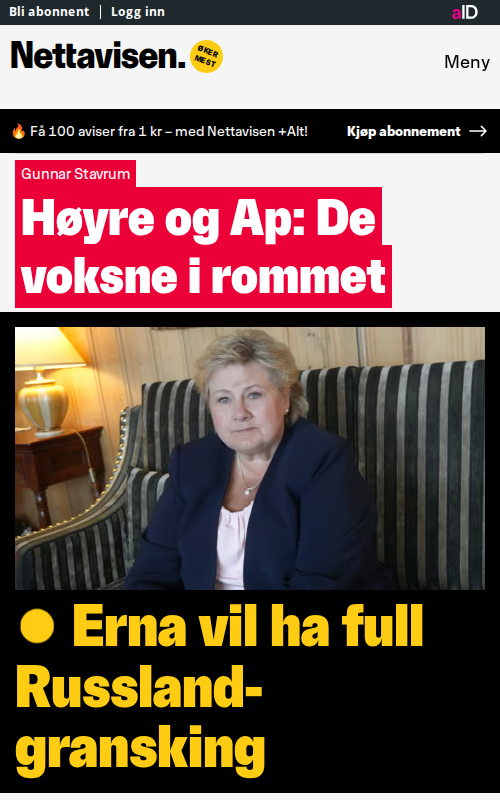 Bli abonnent | Logg inn
aID
Nettavisen.
ØKER
MEST
Meny
🔥 Få 100 aviser fra 1 kr – med Nettavisen +Alt!
Kjøp abonnement →
Gunnar Stavrum
Høyre og Ap: De
voksne i rommet
● Erna vil ha full
Russland-
gransking